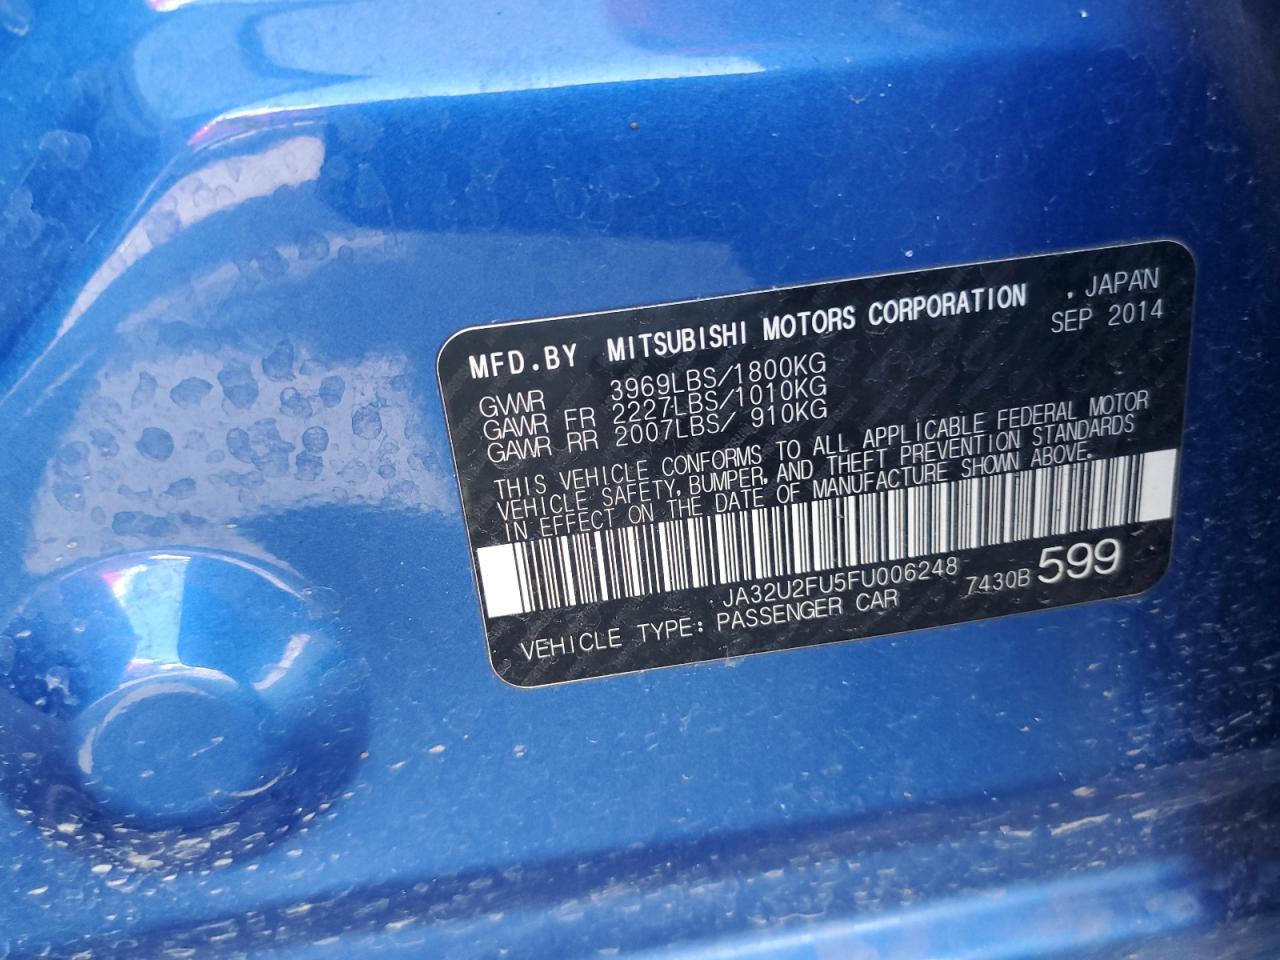 MFD.BY MITSUBISHI MOTORS CORPORATION . JAPAN
SEP 2014
GVWR 3969LBS/1800KG
GAWR FR 2227LBS/1010KG
GAWR RR 2007LBS/ 910KG
THIS VEHICLE CONFORMS TO ALL APPLICABLE FEDERAL MOTOR
VEHICLE SAFETY, BUMPER, AND THEFT PREVENTION STANDARDS
IN EFFECT ON THE DATE OF MANUFACTURE SHOWN ABOVE.
JA32U2FU5FU006248
VEHICLE TYPE: PASSENGER CAR 7430B 599